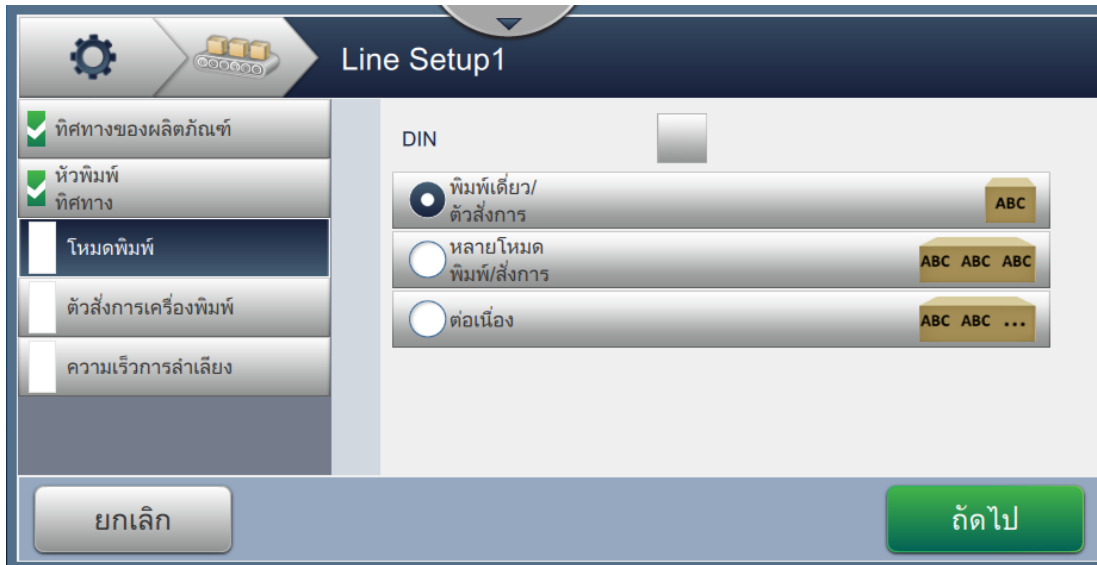 Line Setup1
ทิศทางของผลิตภัณฑ์
หัวพิมพ์
ทิศทาง
โหมดพิมพ์
ตัวสั่งการเครื่องพิมพ์
ความเร็วการลำเลียง
DIN
พิมพ์เดี่ยว/
ตัวสั่งการ
ABC
หลายโหมด
พิมพ์/สั่งการ
ABC ABC ABC
ต่อเนื่อง
ABC ABC ...
ยกเลิก
ถัดไป